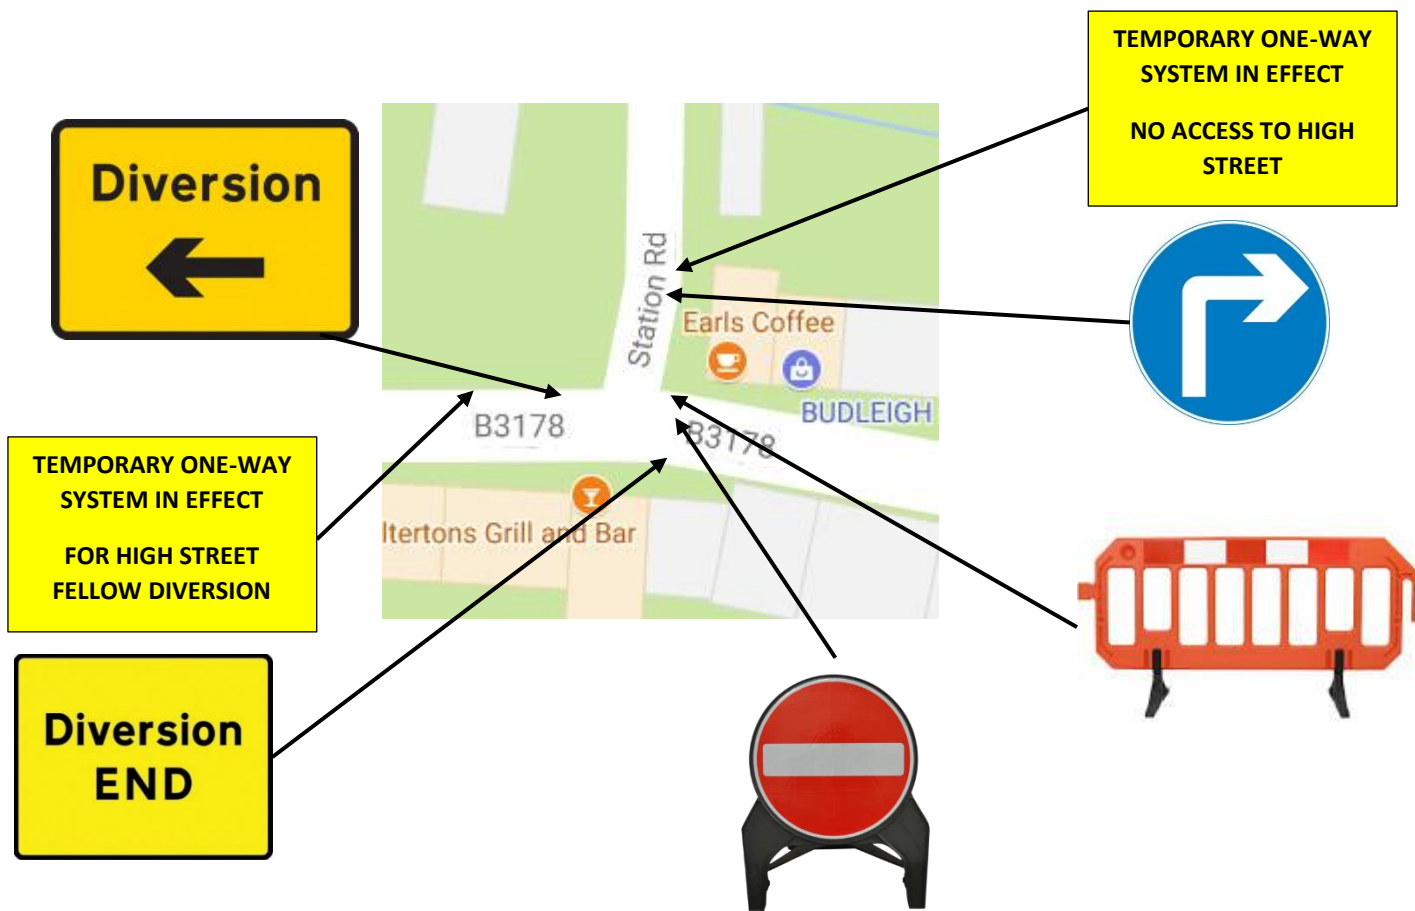 TEMPORARY ONE-WAY
SYSTEM IN EFFECT
NO ACCESS TO HIGH
STREET
Diversion
Station Rd
Earls Coffee
BUDLEIGH
B3178
B3178
TEMPORARY ONE-WAY
SYSTEM IN EFFECT
FOR HIGH STREET
FELLOW DIVERSION
ltertons Grill and Bar
Diversion
END